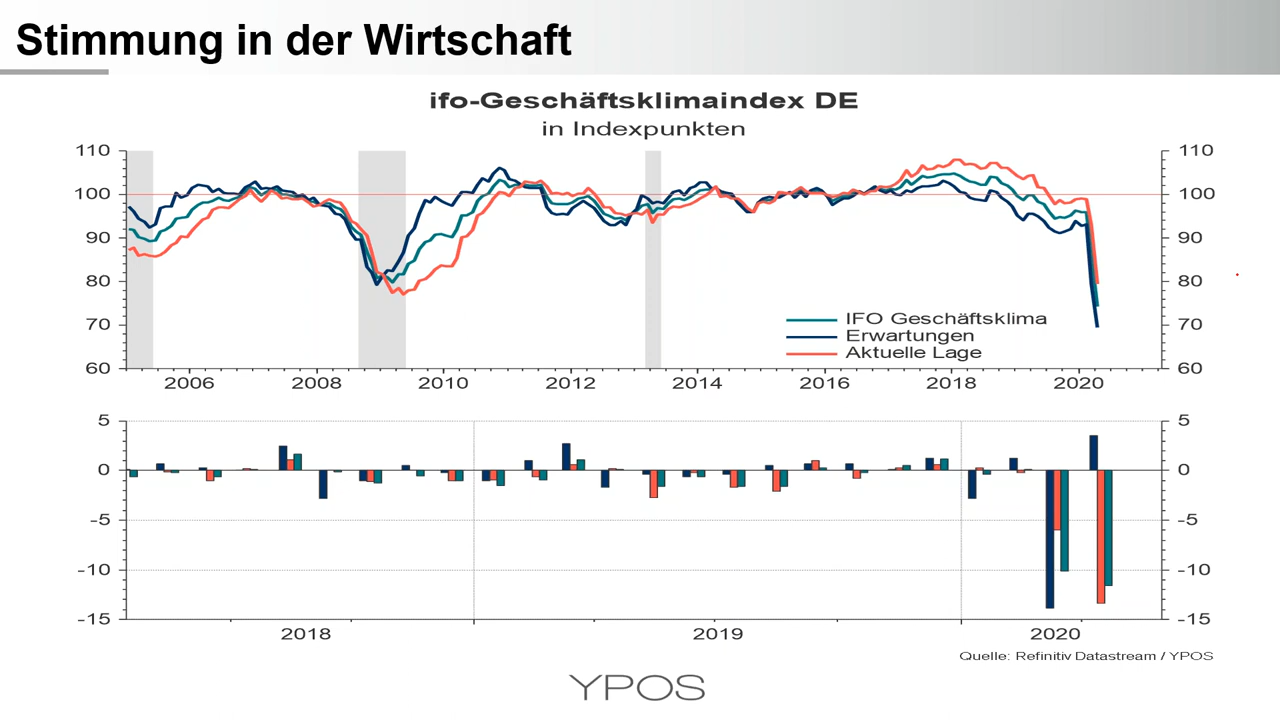 Stimmung in der Wirtschaft
ifo-Geschäftsklimaindex DE
in Indexpunkten
110 110
100 100
90 90
80 80
70 70
60 60
IFO Geschäftsklima
Erwartungen
Aktuelle Lage
2006 2008 2010 2012 2014 2016 2018 2020
5 5
0 0
-5 -5
-10 -10
-15 -15
2018 2019 2020
Quelle: Refinitiv Datastream / YPOS
YPOS